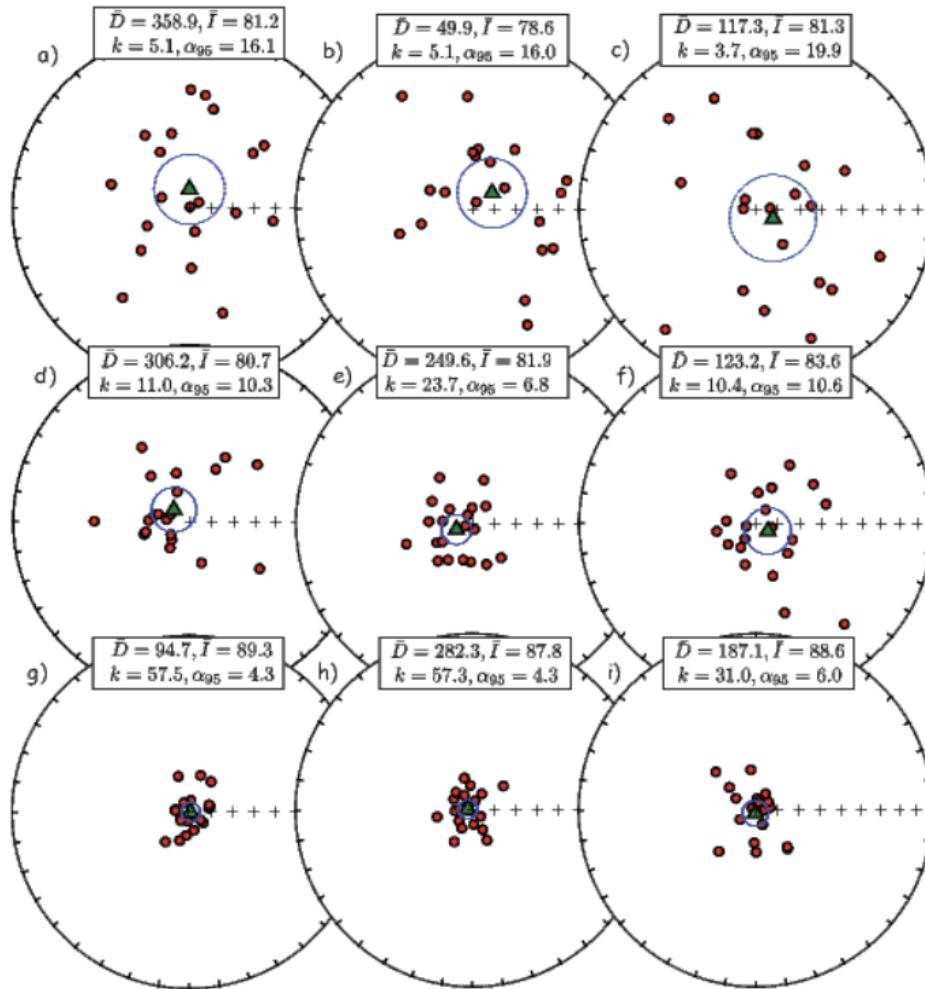 a)
D̄ = 358.9, Ī = 81.2
k = 5.1, α₉₅ = 16.1
b)
D̄ = 49.9, Ī = 78.6
k = 5.1, α₉₅ = 16.0
c)
D̄ = 117.3, Ī = 81.3
k = 3.7, α₉₅ = 19.9
d)
D̄ = 306.2, Ī = 80.7
k = 11.0, α₉₅ = 10.3
e)
D̄ = 249.6, Ī = 81.9
k = 23.7, α₉₅ = 6.8
f)
D̄ = 123.2, Ī = 83.6
k = 10.4, α₉₅ = 10.6
g)
D̄ = 94.7, Ī = 89.3
k = 57.5, α₉₅ = 4.3
h)
D̄ = 282.3, Ī = 87.8
k = 57.3, α₉₅ = 4.3
i)
D̄ = 187.1, Ī = 88.6
k = 31.0, α₉₅ = 6.0